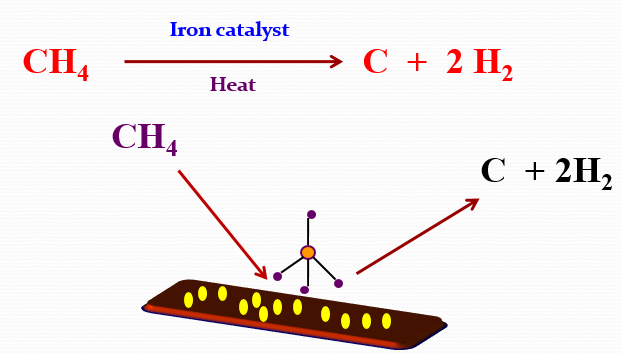 Iron catalyst
CH₄ C + 2 H₂
Heat
CH₄
C + 2H₂